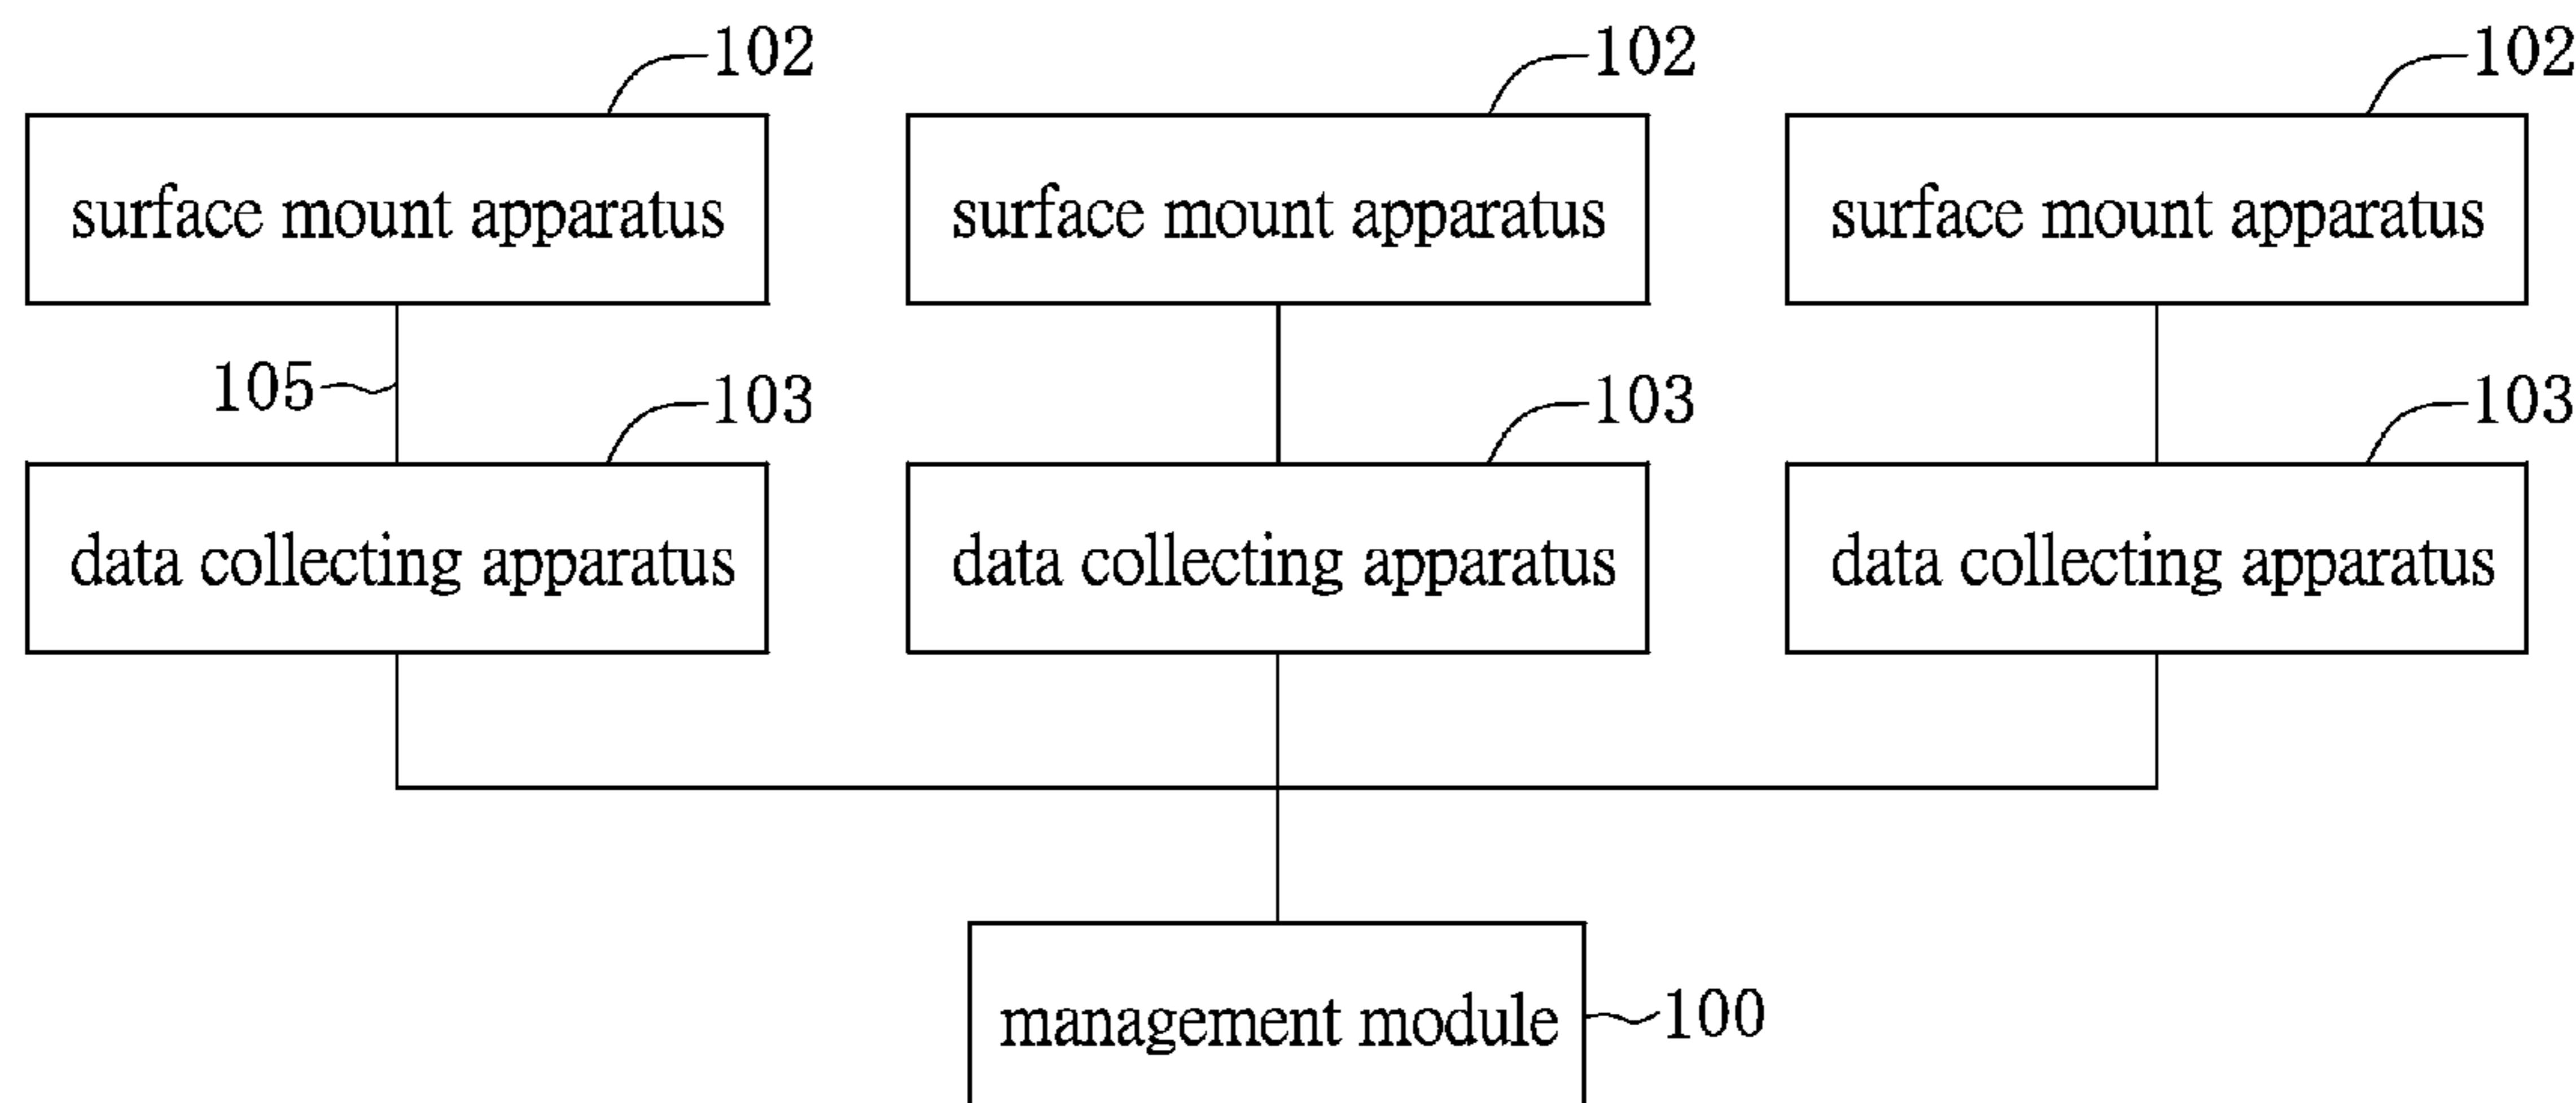 102 102 102
surface mount apparatus surface mount apparatus surface mount apparatus
105 103 103 103
data collecting apparatus data collecting apparatus data collecting apparatus
management module 100